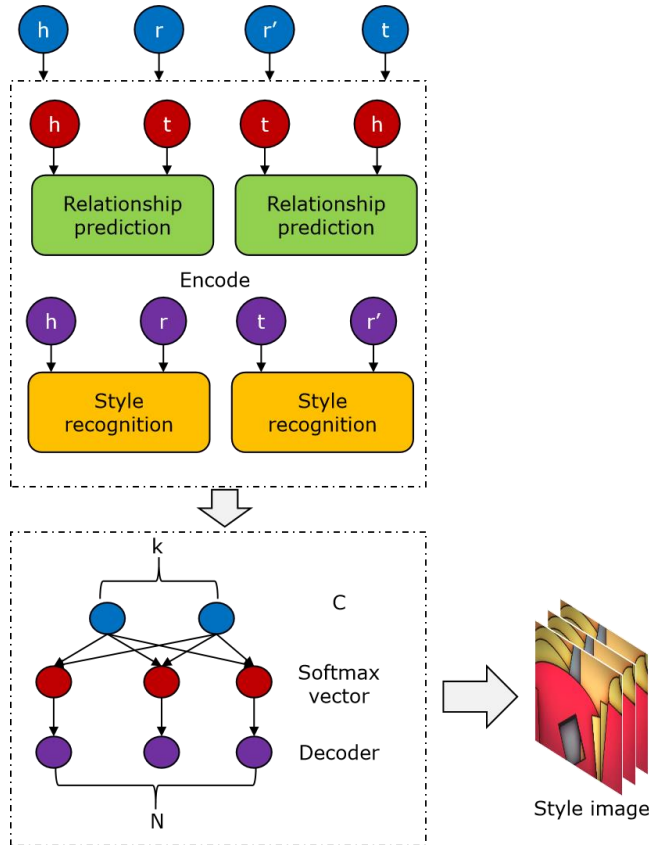 h r r′ t
h t t h
Relationship
prediction
Relationship
prediction
Encode
h r t r′
Style
recognition
Style
recognition
k
C
Softmax
vector
Decoder
N
Style image